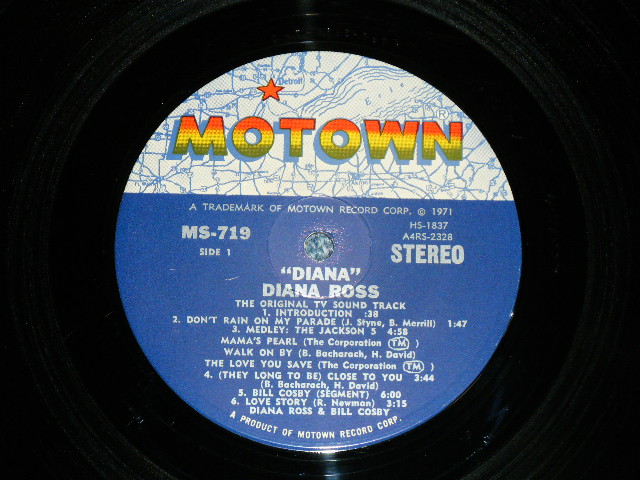 Detroit
Erie
MOTOWN®
A TRADEMARK OF MOTOWN RECORD CORP. © 1971
HS-1837
MS-719
A4RS-2328
SIDE 1
STEREO
"DIANA"
DIANA ROSS
THE ORIGINAL TV SOUND TRACK
1. INTRODUCTION :38
2. DON'T RAIN ON MY PARADE (J. Styne, B. Merrill) 1:47
3. MEDLEY: THE JACKSON 5 4:58
MAMA'S PEARL (The Corporation TM )
WALK ON BY (B. Bacharach, H. David)
THE LOVE YOU SAVE (The Corporation TM )
4. (THEY LONG TO BE) CLOSE TO YOU 3:44
(B. Bacharach, H. David)
5. BILL COSBY (SEGMENT) 6:00
6. LOVE STORY (R. Newman) 3:15
DIANA ROSS & BILL COSBY
A PRODUCT OF MOTOWN RECORD CORP.